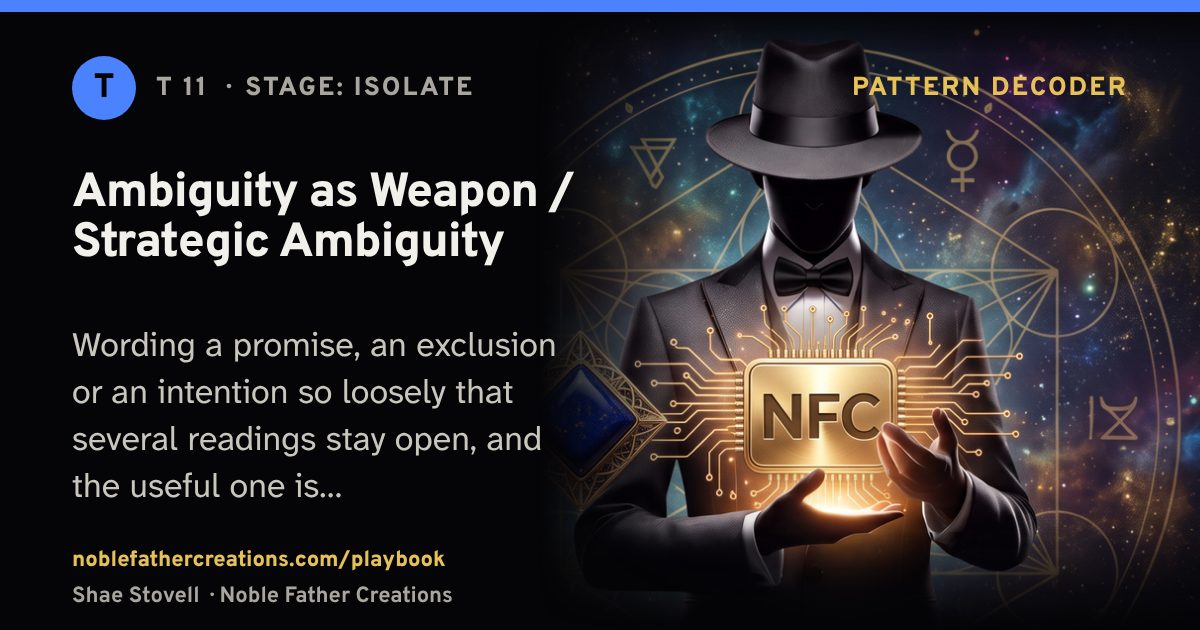 T
T 11 · STAGE: ISOLATE
PATTERN DECODER
Ambiguity as Weapon /
Strategic Ambiguity
Wording a promise, an exclusion
or an intention so loosely that
several readings stay open, and
the useful one is...
NFC
noblefathercreations.com/playbook
Shae Stovell · Noble Father Creations